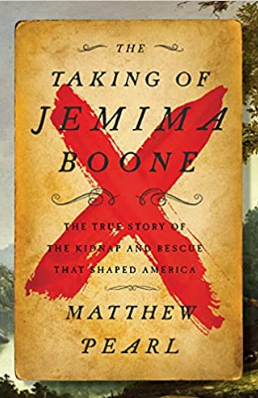 THE
TAKING OF
JEMIMA
BOONE
THE TRUE STORY OF
THE KIDNAP AND RESCUE
THAT SHAPED AMERICA
MATTHEW
PEARL